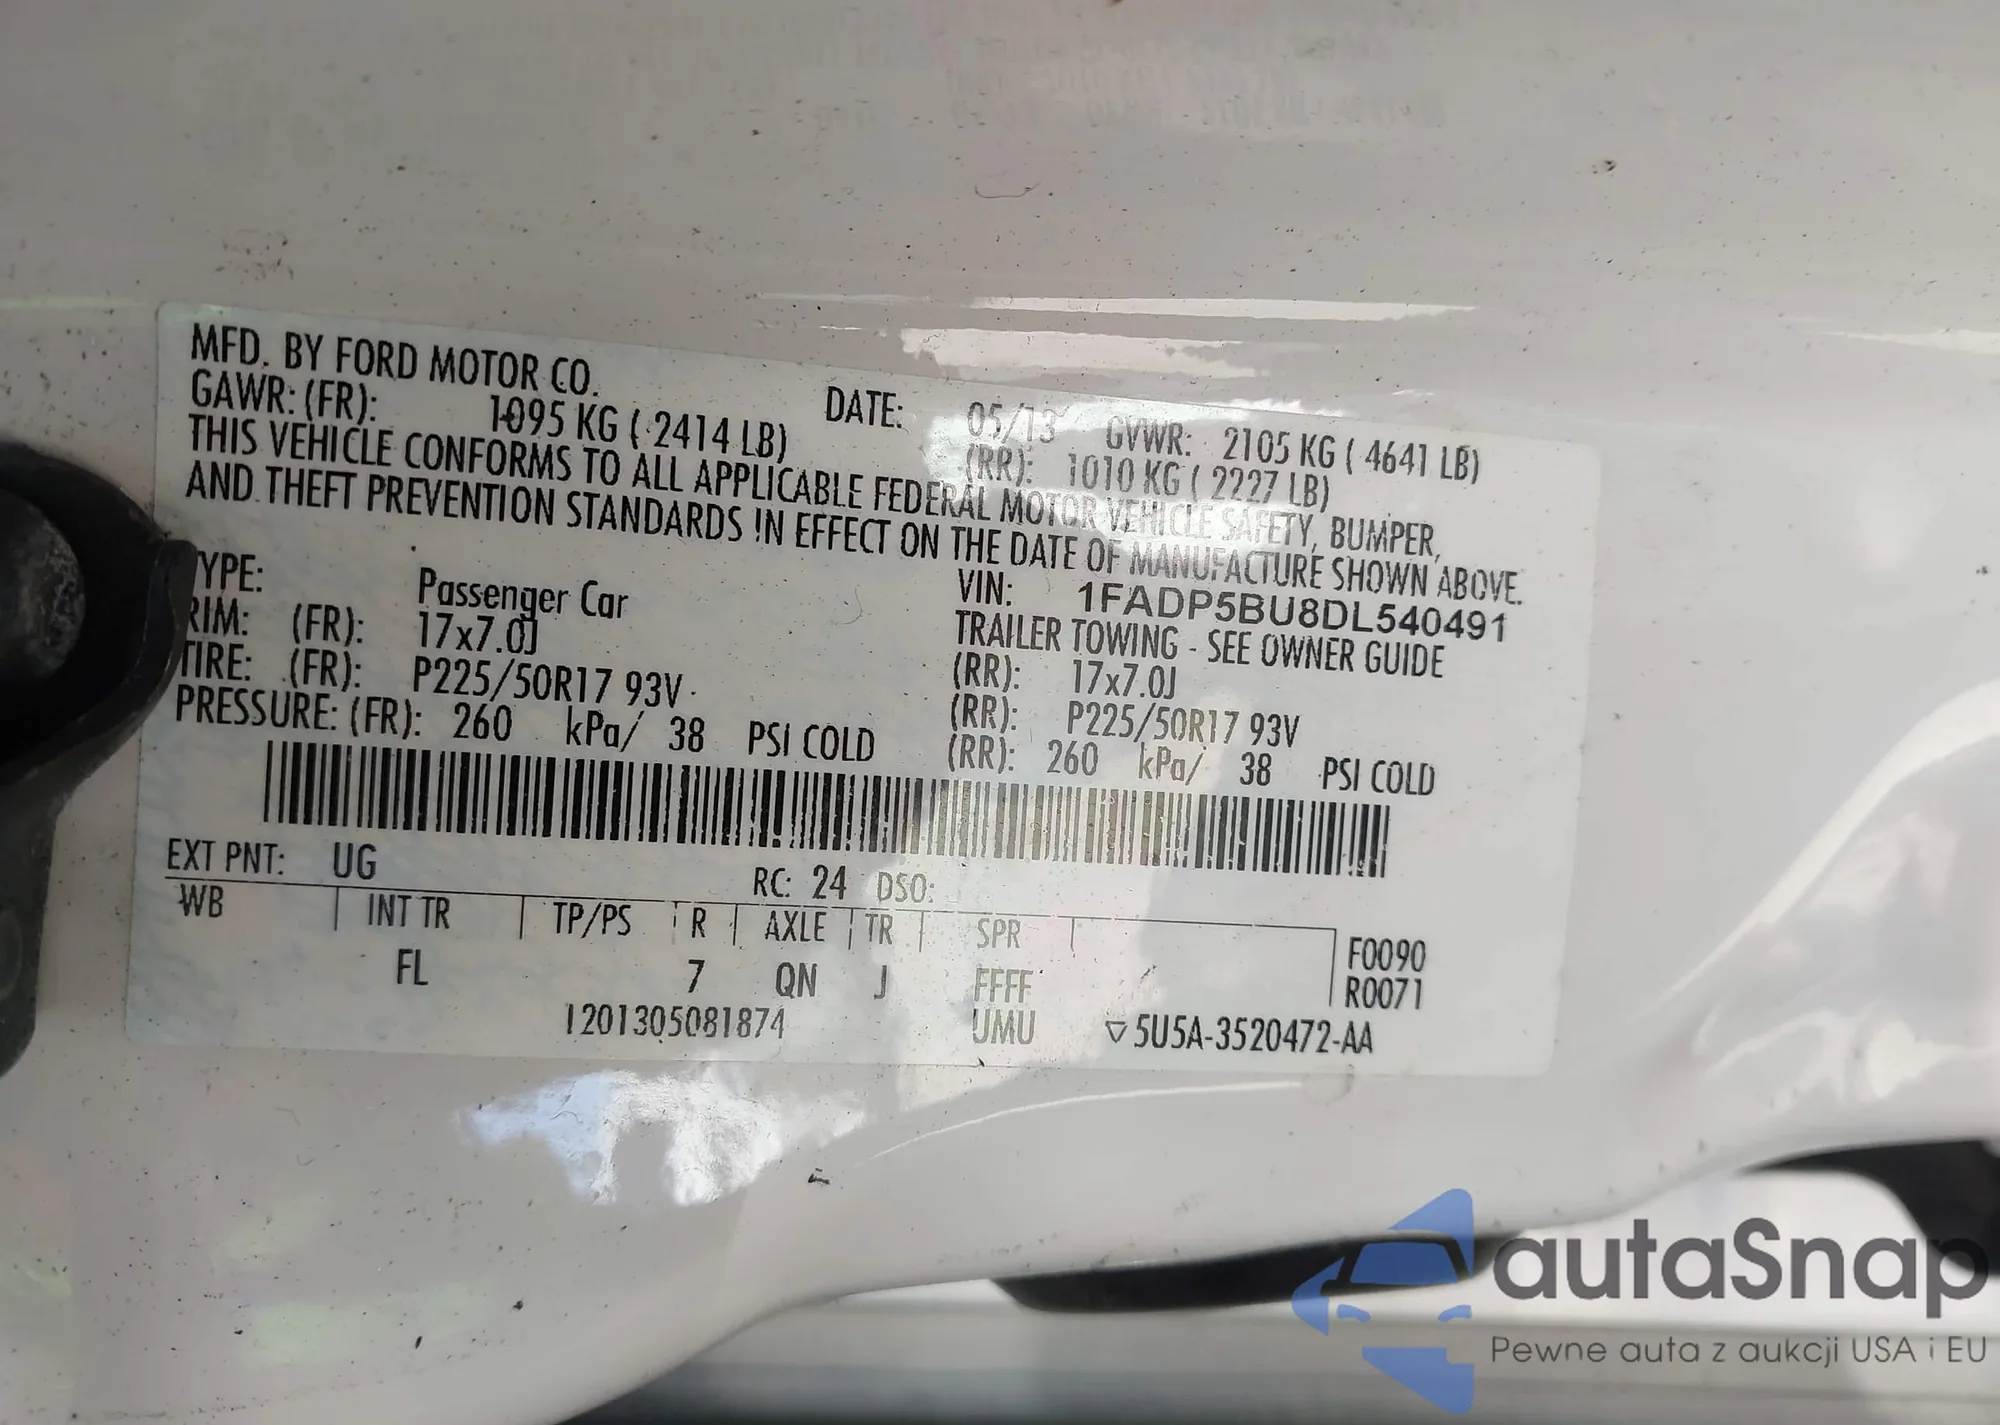 MFD. BY FORD MOTOR CO.
DATE: 05/13 GVWR: 2105 KG ( 4641 LB)
GAWR: (FR): 1095 KG ( 2414 LB) (RR): 1010 KG ( 2227 LB)
THIS VEHICLE CONFORMS TO ALL APPLICABLE FEDERAL MOTOR VEHICLE SAFETY, BUMPER,
AND THEFT PREVENTION STANDARDS IN EFFECT ON THE DATE OF MANUFACTURE SHOWN ABOVE.
VIN: 1FADP5BU8DL540491
TYPE: Passenger Car TRAILER TOWING - SEE OWNER GUIDE
RIM: (FR): 17x7.0J (RR): 17x7.0J
TIRE: (FR): P225/50R17 93V (RR): P225/50R17 93V
PRESSURE: (FR): 260 kPa/ 38 PSI COLD (RR): 260 kPa/ 38 PSI COLD
EXT PNT: UG RC: 24 DSO:
WB INT TR TP/PS R AXLE TR SPR F0090
FL 7 QN J FFFF R0071
UMU ▽ 5U5A-3520472-AA
autaSnap
Pewne auta z aukcji USA i EU